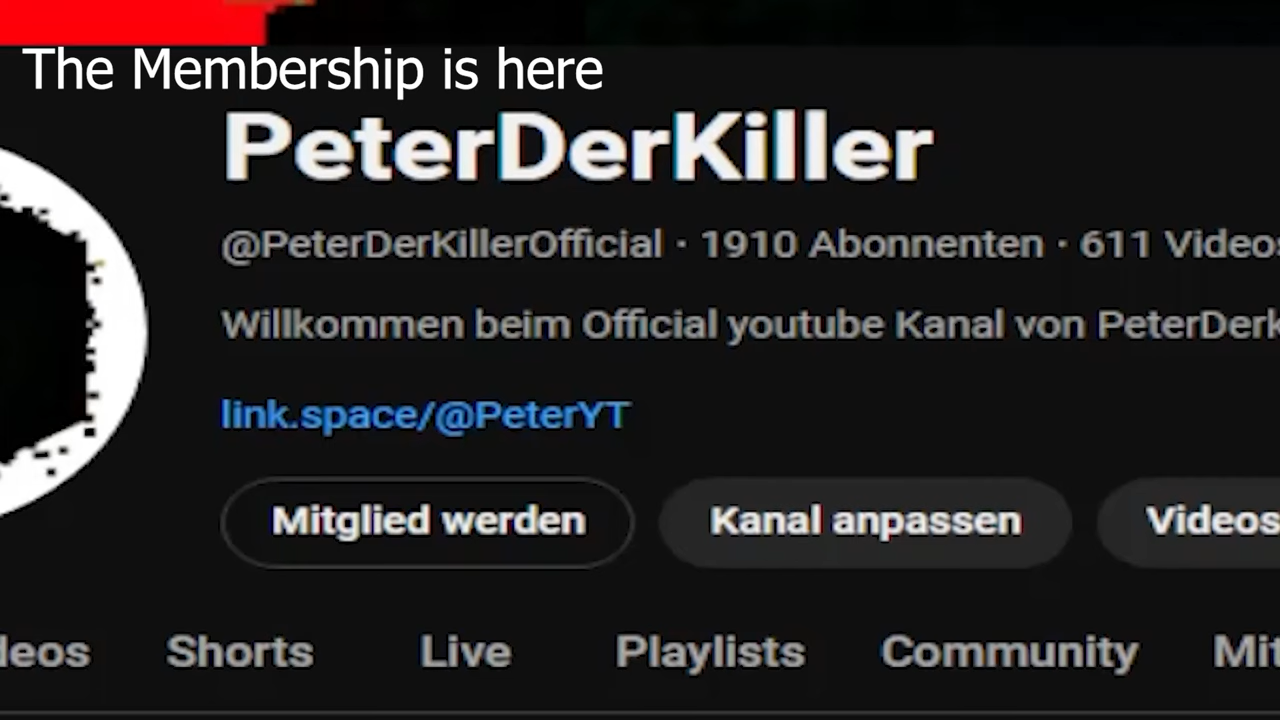 The Membership is here
PeterDerKiller
@PeterDerKillerOfficial · 1910 Abonnenten · 611 Videos
Willkommen beim Official youtube Kanal von PeterDerk
link.space/@PeterYT
Mitglied werden Kanal anpassen Videos
deos Shorts Live Playlists Community Mit